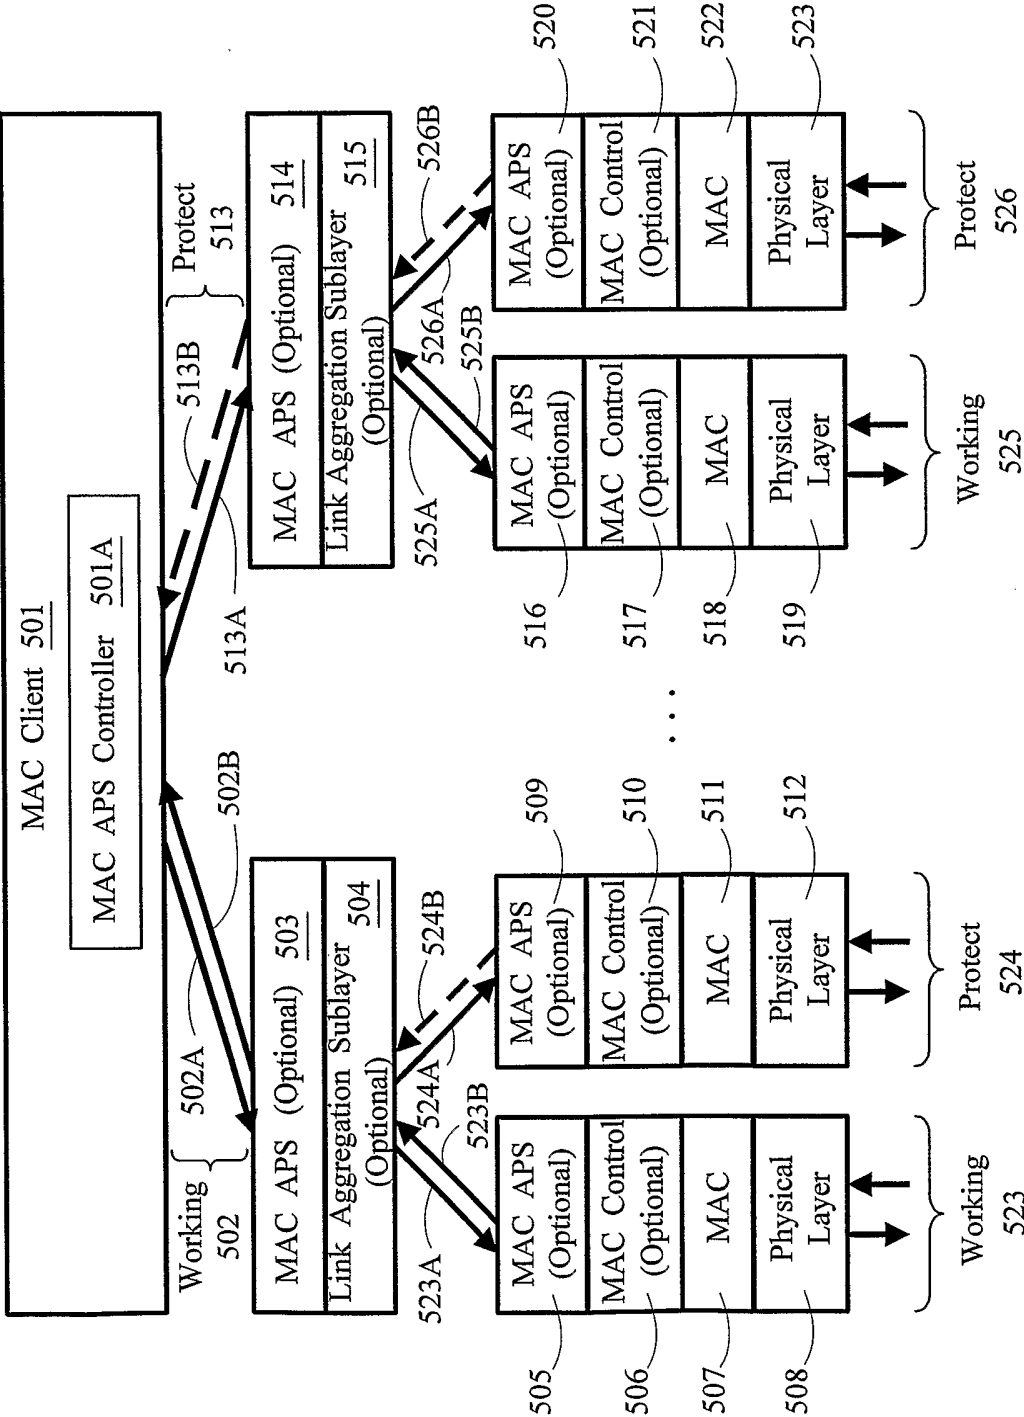 MAC Client 501
MAC APS Controller 501A
Working
502
502A
502B
513A
513B
Protect
513
MAC APS (Optional) 503
Link Aggregation Sublayer
(Optional)
504
MAC APS (Optional) 514
Link Aggregation Sublayer
(Optional)
515
523A
523B
524A
524B
525A
525B
526A
526B
505
MAC APS
(Optional)
506
MAC Control
(Optional)
507
MAC
508
Physical
Layer
Working
523
MAC APS
(Optional)
509
MAC Control
(Optional)
510
MAC
511
Physical
Layer
512
Protect
524
...
516
MAC APS
(Optional)
517
MAC Control
(Optional)
518
MAC
519
Physical
Layer
Working
525
MAC APS
(Optional)
520
MAC Control
(Optional)
521
MAC
522
Physical
Layer
523
Protect
526